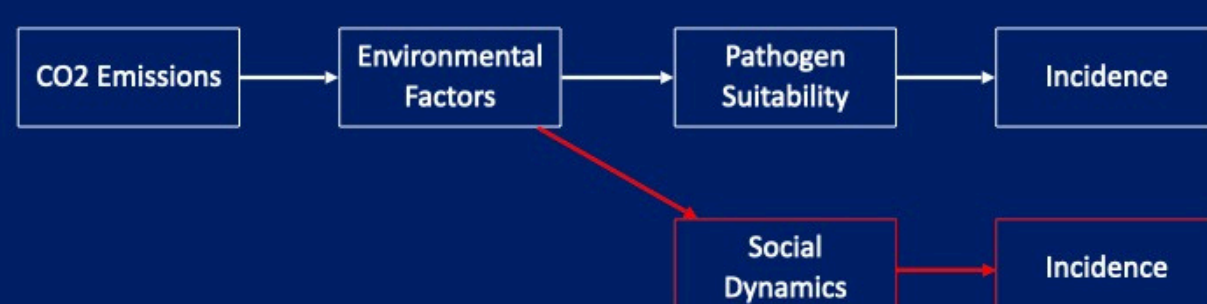 CO2 Emissions
Environmental
Factors
Pathogen
Suitability
Incidence
Social
Dynamics
Incidence